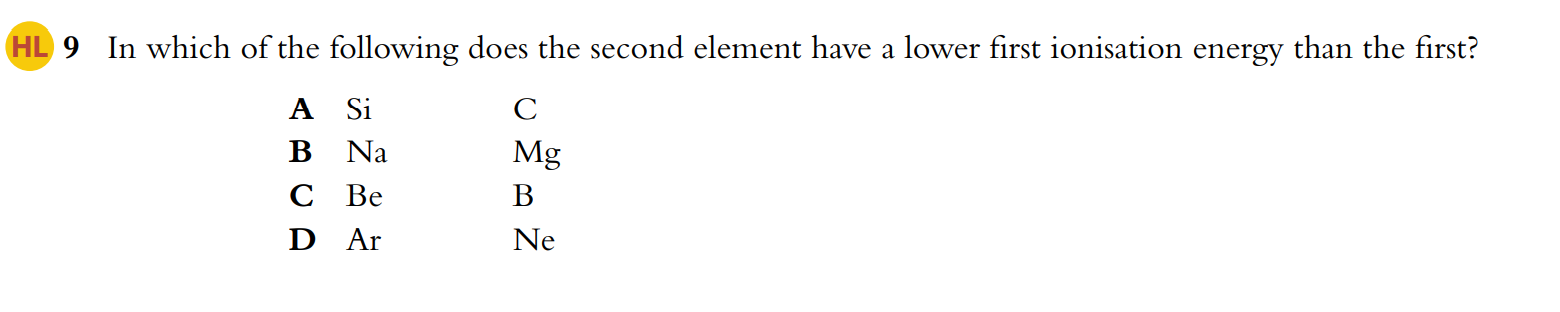 HL 9 In which of the following does the second element have a lower first ionisation energy than the first?
A Si C
B Na Mg
C Be B
D Ar Ne